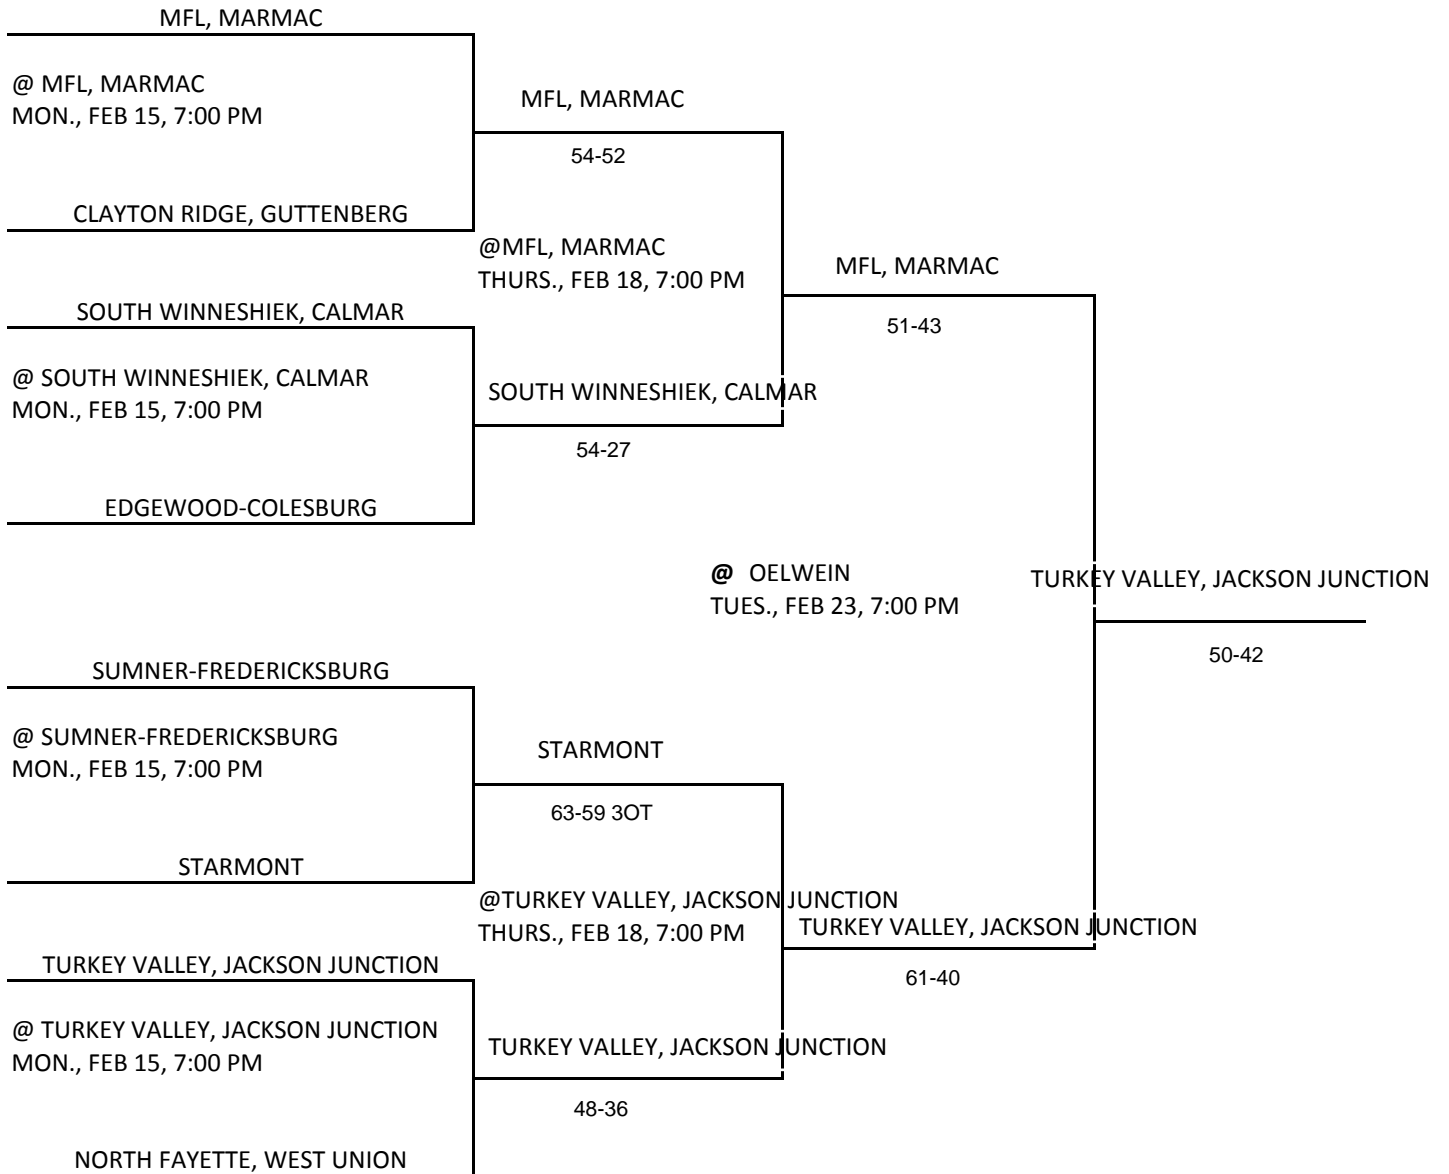 MFL, MARMAC
@ MFL, MARMAC
MON., FEB 15, 7:00 PM
MFL, MARMAC
54-52
CLAYTON RIDGE, GUTTENBERG
@MFL, MARMAC
THURS., FEB 18, 7:00 PM
MFL, MARMAC
51-43
SOUTH WINNESHIEK, CALMAR
@ SOUTH WINNESHIEK, CALMAR
MON., FEB 15, 7:00 PM
SOUTH WINNESHIEK, CALMAR
54-27
EDGEWOOD-COLESBURG
@ OELWEIN
TUES., FEB 23, 7:00 PM
TURKEY VALLEY, JACKSON JUNCTION
50-42
SUMNER-FREDERICKSBURG
@ SUMNER-FREDERICKSBURG
MON., FEB 15, 7:00 PM
STARMONT
63-59 3OT
STARMONT
@TURKEY VALLEY, JACKSON JUNCTION
THURS., FEB 18, 7:00 PM
TURKEY VALLEY, JACKSON JUNCTION
61-40
TURKEY VALLEY, JACKSON JUNCTION
@ TURKEY VALLEY, JACKSON JUNCTION
MON., FEB 15, 7:00 PM
TURKEY VALLEY, JACKSON JUNCTION
48-36
NORTH FAYETTE, WEST UNION